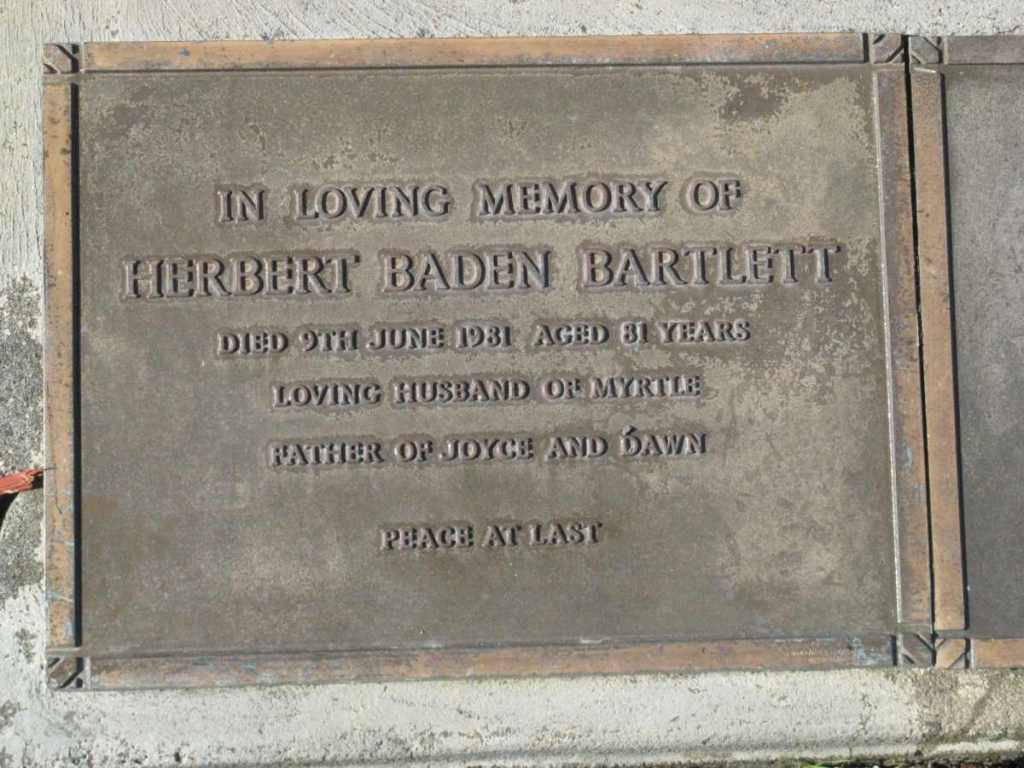 IN LOVING MEMORY OF
HERBERT BADEN BARTLETT
DIED 9TH JUNE 1981 AGED 81 YEARS
LOVING HUSBAND OF MYRTLE
FATHER OF JOYCE AND DAWN
PEACE AT LAST